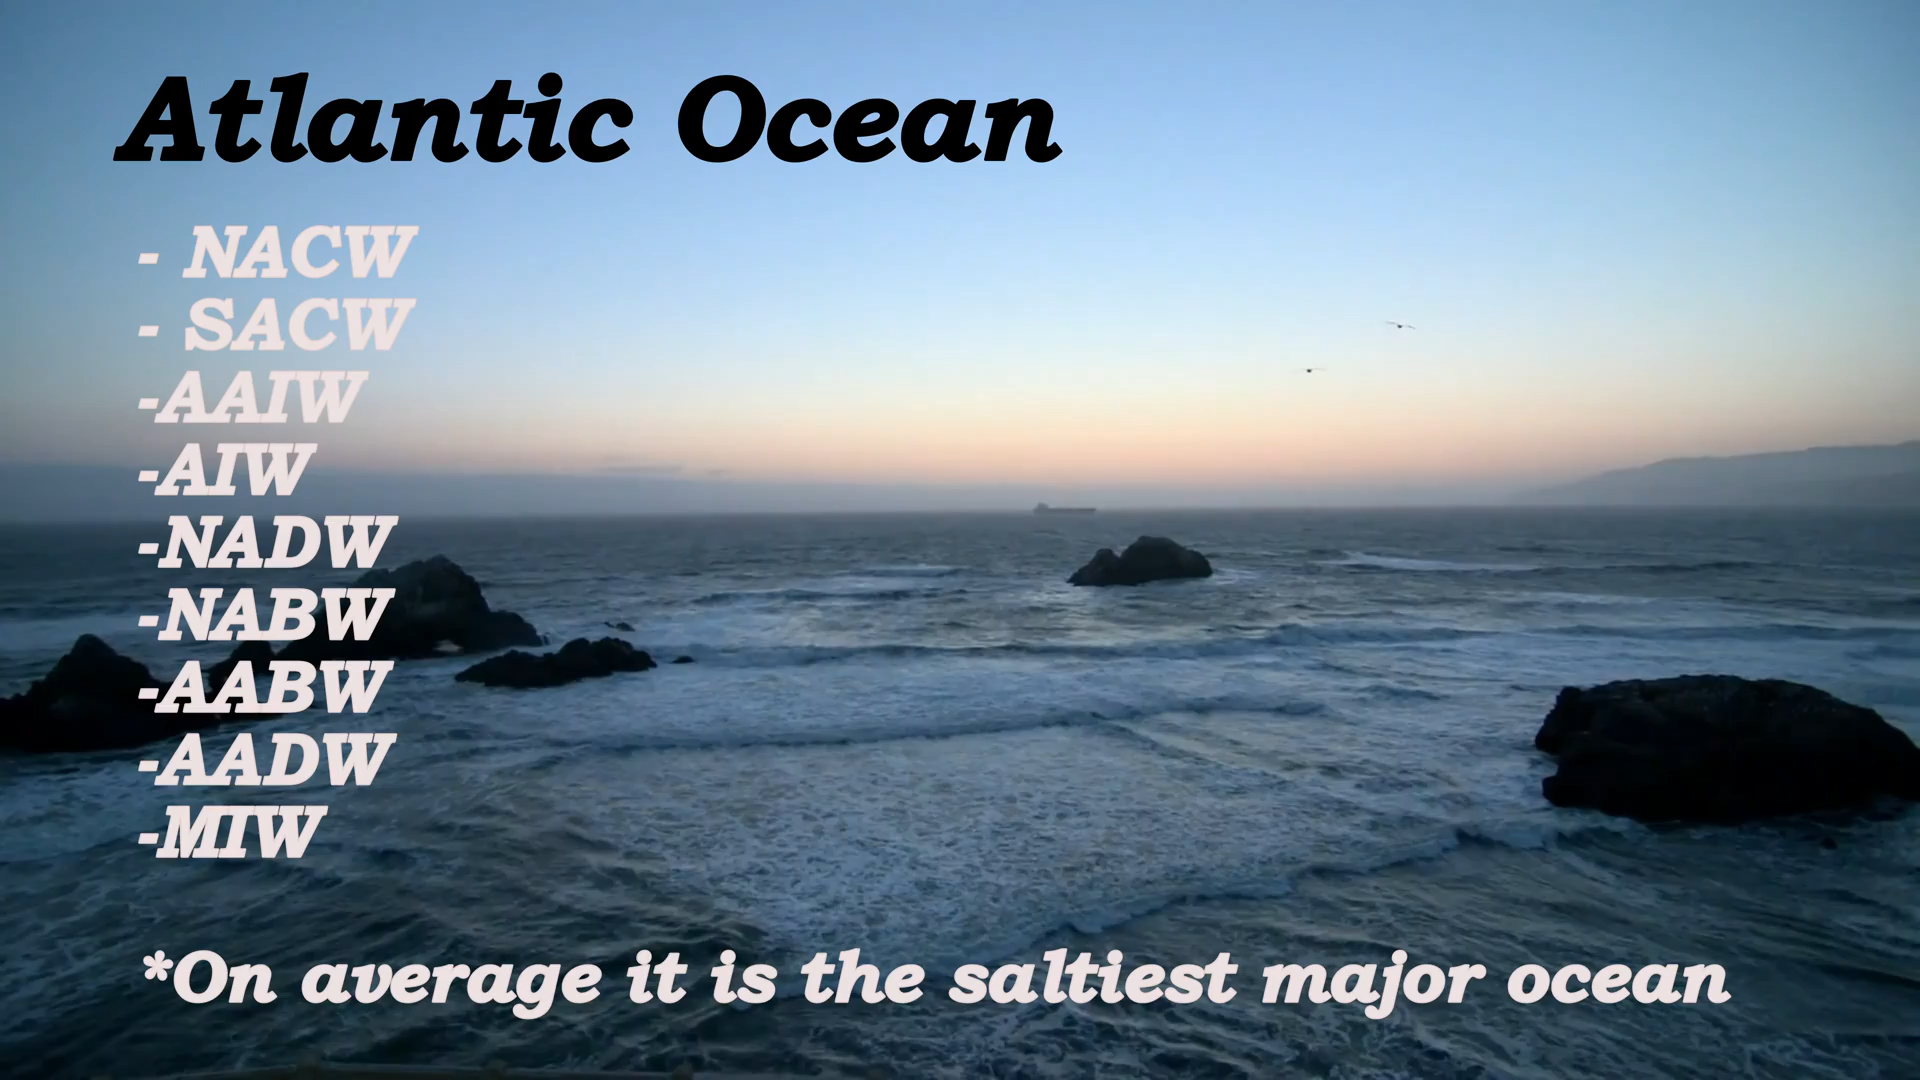 Atlantic Ocean
- NACW
- SACW
-AAIW
-AIW
-NADW
-NABW
-AABW
-AADW
-MIW
*On average it is the saltiest major ocean